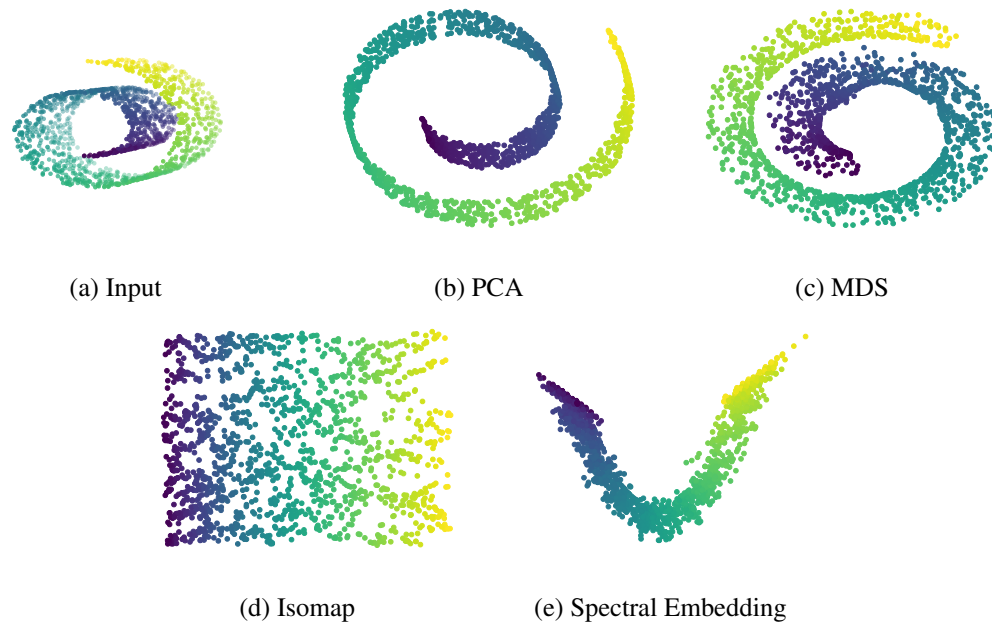 (a) Input
(b) PCA
(c) MDS
(d) Isomap
(e) Spectral Embedding